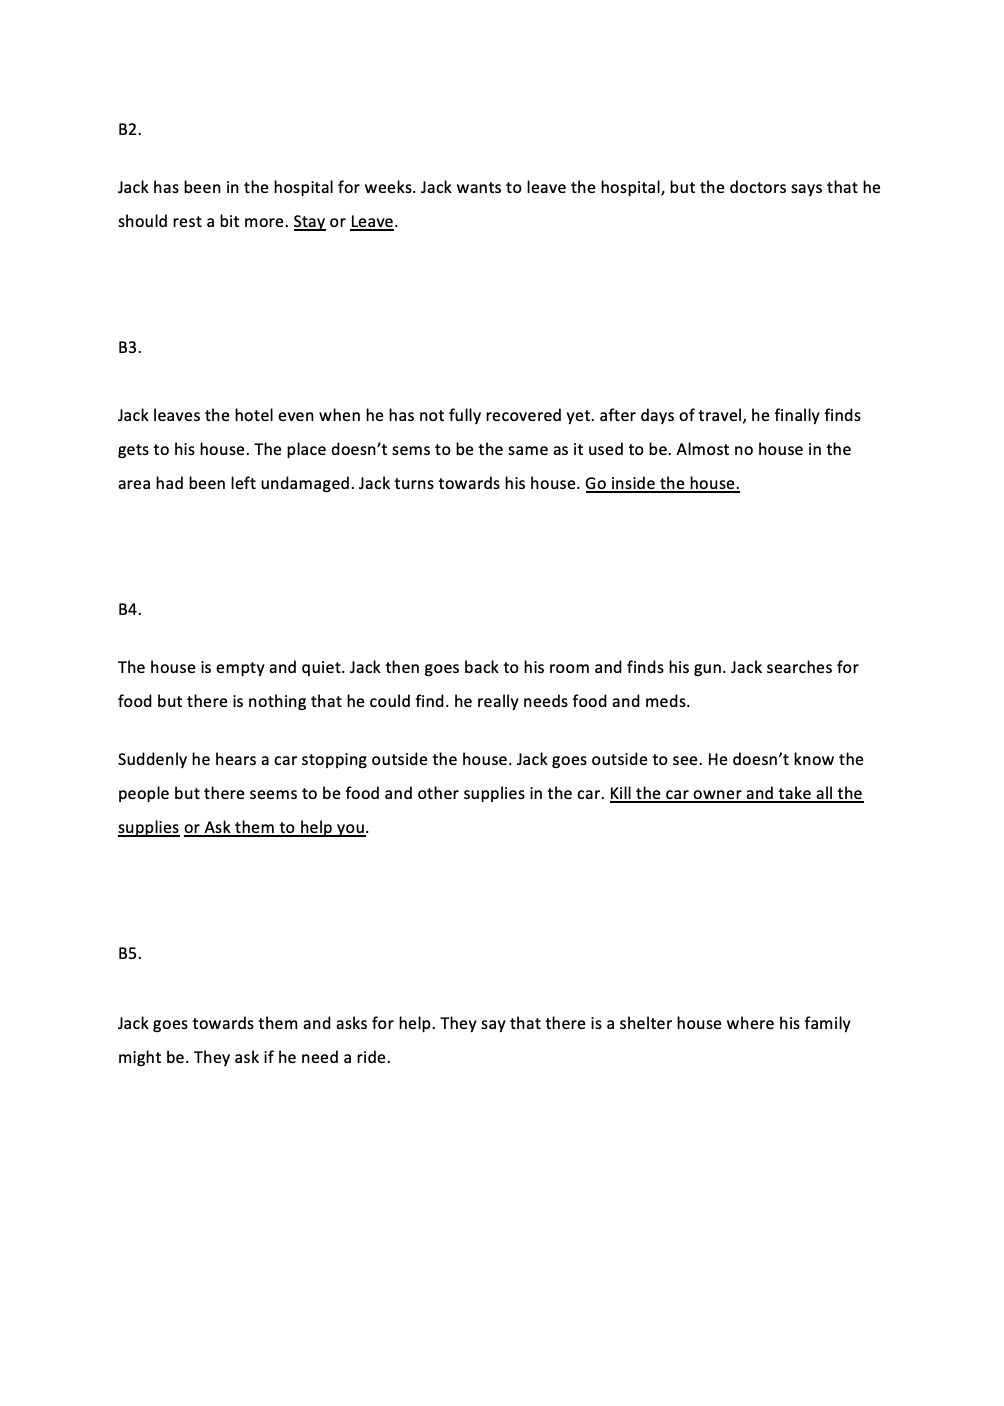 B2.
Jack has been in the hospital for weeks. Jack wants to leave the hospital, but the doctors says that he
should rest a bit more. Stay or Leave.
B3.
Jack leaves the hotel even when he has not fully recovered yet. after days of travel, he finally finds
gets to his house. The place doesn’t sems to be the same as it used to be. Almost no house in the
area had been left undamaged. Jack turns towards his house. Go inside the house.
B4.
The house is empty and quiet. Jack then goes back to his room and finds his gun. Jack searches for
food but there is nothing that he could find. he really needs food and meds.
Suddenly he hears a car stopping outside the house. Jack goes outside to see. He doesn’t know the
people but there seems to be food and other supplies in the car. Kill the car owner and take all the
supplies or Ask them to help you.
B5.
Jack goes towards them and asks for help. They say that there is a shelter house where his family
might be. They ask if he need a ride.